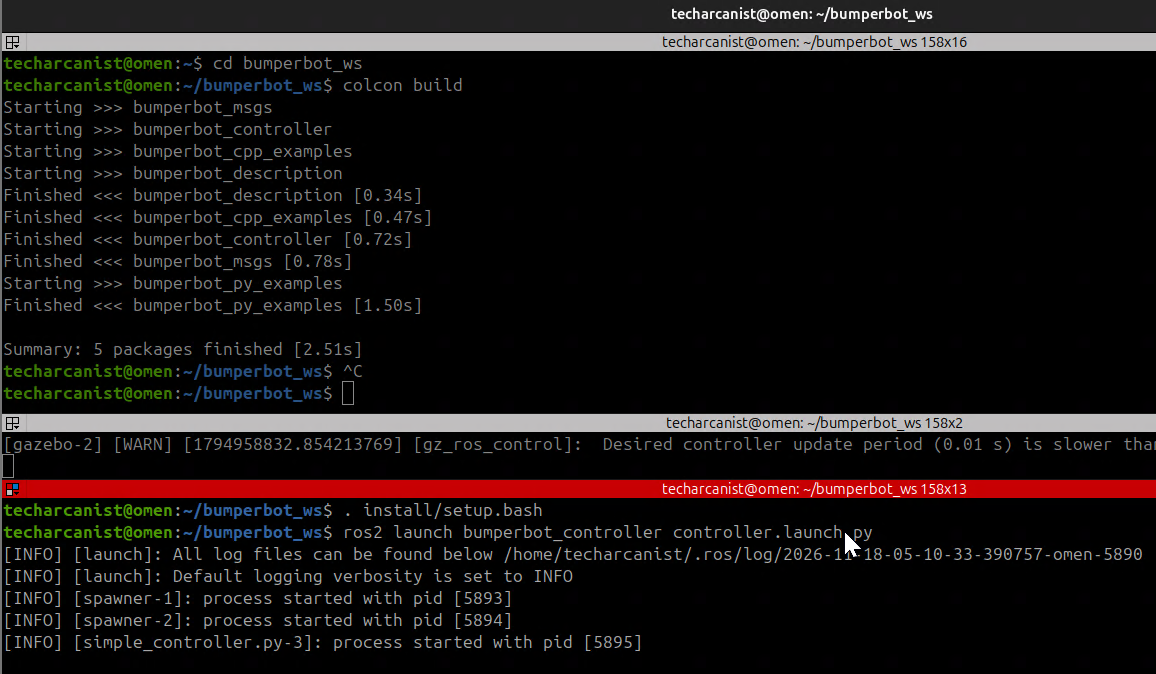 techarcanist@omen: ~/bumperbot_ws
techarcanist@omen: ~/bumperbot_ws 158x16
techarcanist@omen:~$ cd bumperbot_ws
techarcanist@omen:~/bumperbot_ws$ colcon build
Starting >>> bumperbot_msgs
Starting >>> bumperbot_controller
Starting >>> bumperbot_cpp_examples
Starting >>> bumperbot_description
Finished <<< bumperbot_description [0.34s]
Finished <<< bumperbot_cpp_examples [0.47s]
Finished <<< bumperbot_controller [0.72s]
Finished <<< bumperbot_msgs [0.78s]
Starting >>> bumperbot_py_examples
Finished <<< bumperbot_py_examples [1.50s]
Summary: 5 packages finished [2.51s]
techarcanist@omen:~/bumperbot_ws$ ^C
techarcanist@omen:~/bumperbot_ws$
techarcanist@omen: ~/bumperbot_ws 158x2
[gazebo-2] [WARN] [1794958832.854213769] [gz_ros_control]:  Desired controller update period (0.01 s) is slower than
techarcanist@omen: ~/bumperbot_ws 158x13
techarcanist@omen:~/bumperbot_ws$ . install/setup.bash
techarcanist@omen:~/bumperbot_ws$ ros2 launch bumperbot_controller controller.launch.py
[INFO] [launch]: All log files can be found below /home/techarcanist/.ros/log/2026-11-18-05-10-33-390757-omen-5890
[INFO] [launch]: Default logging verbosity is set to INFO
[INFO] [spawner-1]: process started with pid [5893]
[INFO] [spawner-2]: process started with pid [5894]
[INFO] [simple_controller.py-3]: process started with pid [5895]